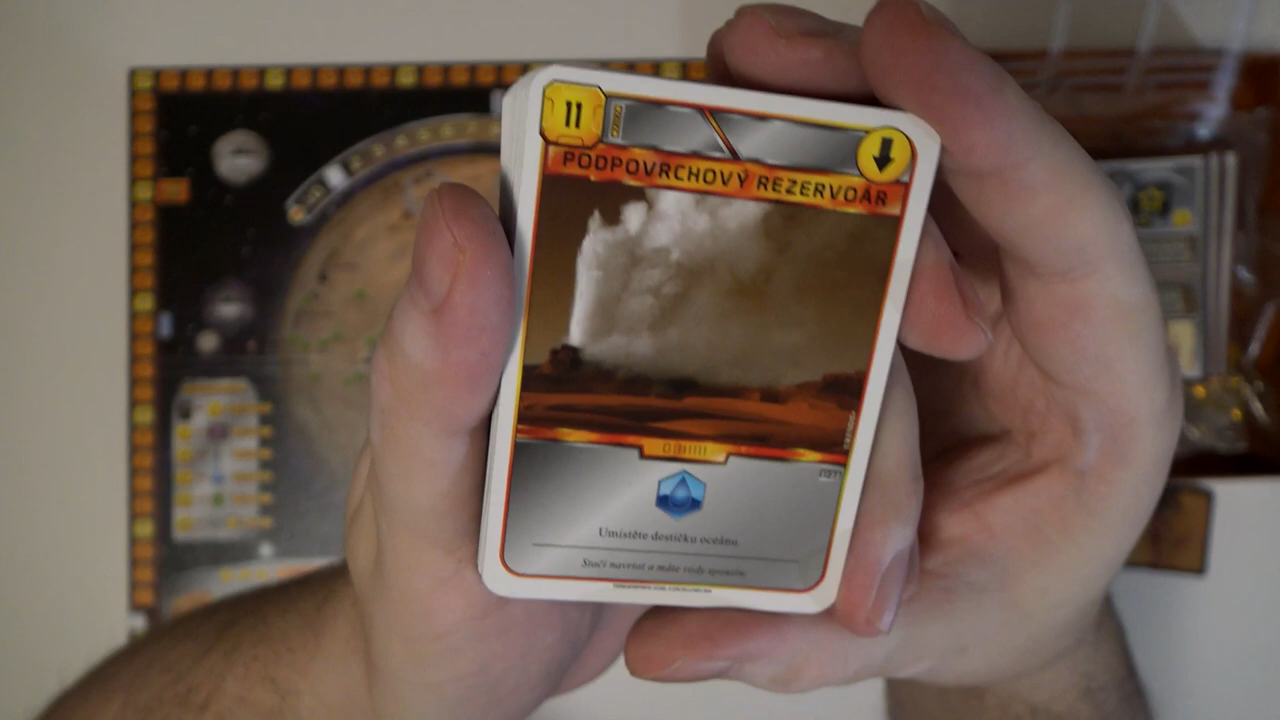 11
PODPOVRCHOVÝ REZERVOÁR
Umístěte destičku oceánu.
Stačí navrtat a máte vody spoustu.